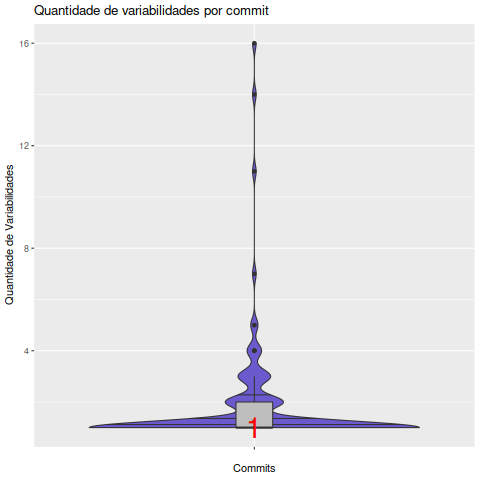 Quantidade de variabilidades por commit
Quantidade de Variabilidades
16
12
8
4
1
Commits